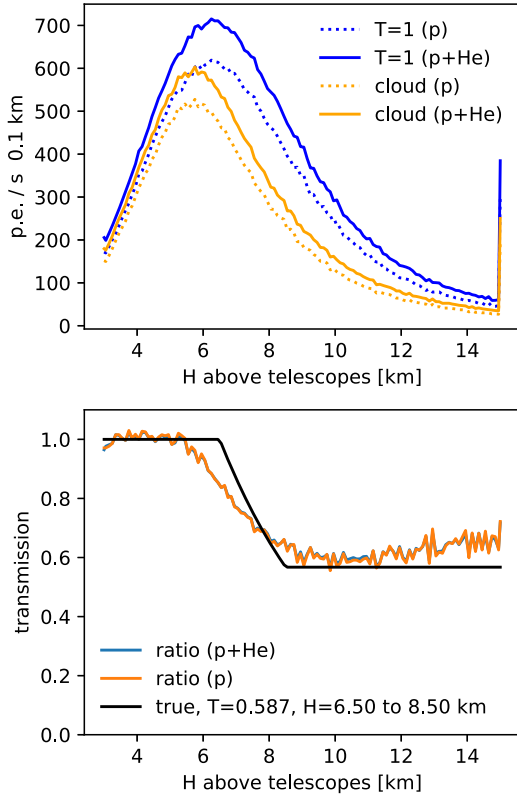 700
600
500
400
300
200
100
0
p.e. / s 0.1 km
T=1 (p)
T=1 (p+He)
cloud (p)
cloud (p+He)
4 6 8 10 12 14
H above telescopes [km]
1.0
0.8
0.6
0.4
0.2
0.0
transmission
ratio (p+He)
ratio (p)
true, T=0.587, H=6.50 to 8.50 km
4 6 8 10 12 14
H above telescopes [km]